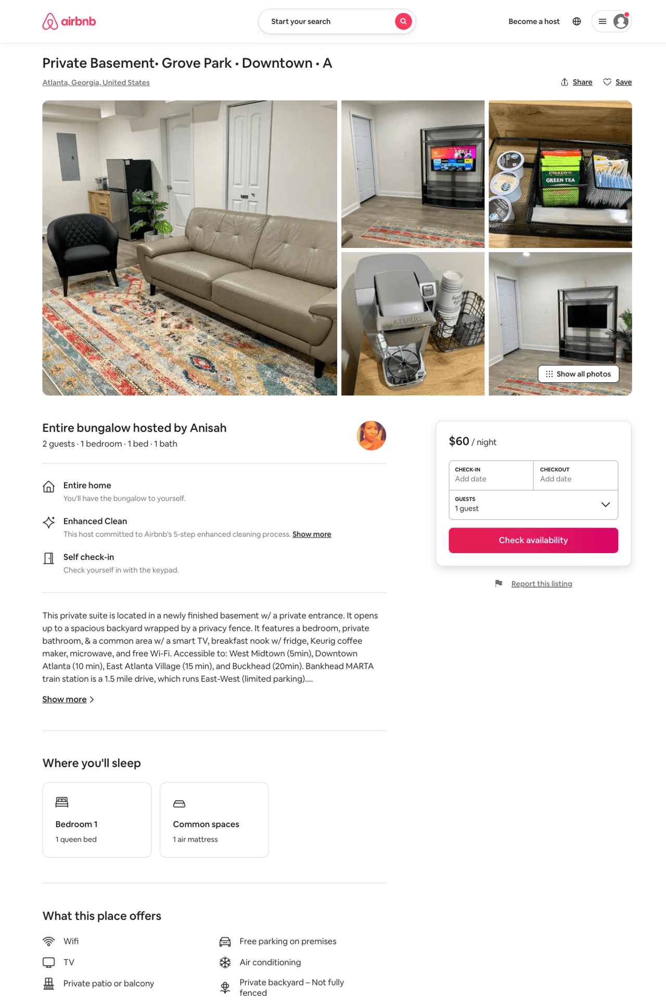 airbnb
Start your search
Become a host
Private Basement• Grove Park • Downtown • A
Atlanta, Georgia, United States
Share
Save
BIGELOW
GREEN TEA
KEURIG
Show all photos
Entire bungalow hosted by Anisah
2 guests · 1 bedroom · 1 bed · 1 bath
Entire home
You'll have the bungalow to yourself.
Enhanced Clean
This host committed to Airbnb's 5-step enhanced cleaning process. Show more
Self check-in
Check yourself in with the keypad.
$60 / night
CHECK-IN
Add date
CHECKOUT
Add date
GUESTS
1 guest
Check availability
Report this listing
This private suite is located in a newly finished basement w/ a private entrance. It opens
up to a spacious backyard wrapped by a privacy fence. It features a bedroom, private
bathroom, & a common area w/ a smart TV, breakfast nook w/ fridge, Keurig coffee
maker, microwave, and free Wi-Fi. Accessible to: West Midtown (5min), Downtown
Atlanta (10 min), East Atlanta Village (15 min), and Buckhead (20min). Bankhead MARTA
train station is a 1.5 mile drive, which runs East-West (limited parking)....
Show more
Where you'll sleep
Bedroom 1
1 queen bed
Common spaces
1 air mattress
What this place offers
Wifi
Free parking on premises
TV
Air conditioning
Private patio or balcony
Private backyard – Not fully
fenced